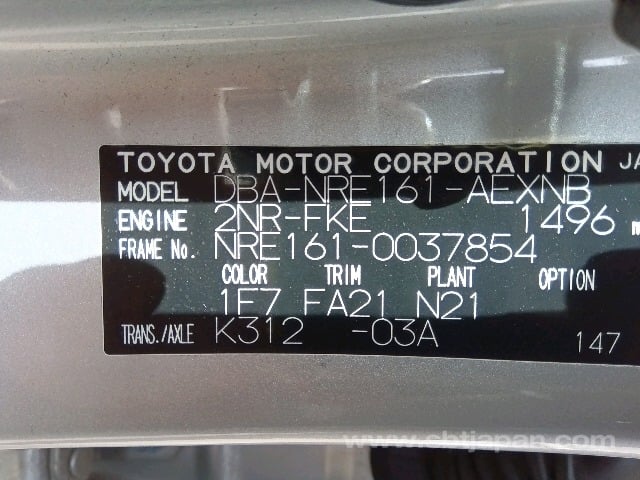 TOYOTA MOTOR CORPORATION JA
MODEL DBA-NRE161-AEXNB
ENGINE 2NR-FKE 1496 m
FRAME No. NRE161-0037854
COLOR TRIM PLANT OPTION
1F7 FA21 N21
TRANS./AXLE K312 -03A 147
www.cbtjapan.com